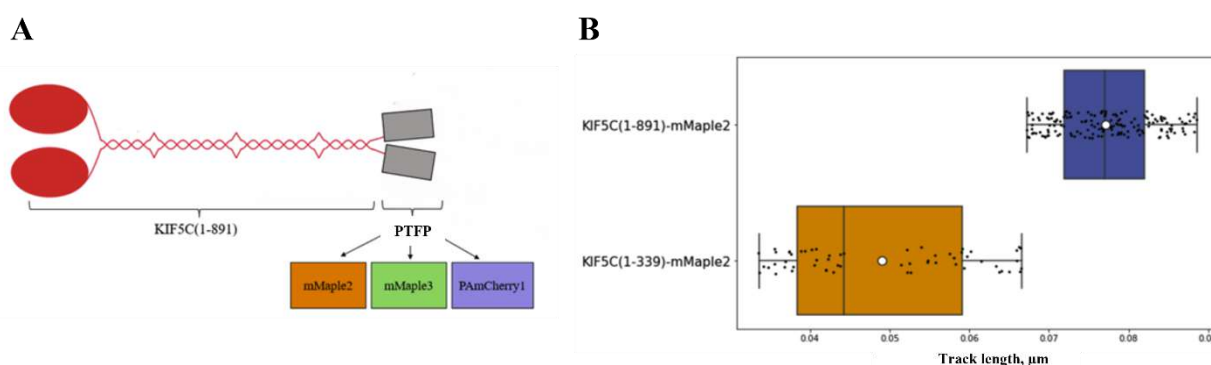 A
KIF5C(1-891)
PTFP
mMaple2
mMaple3
PAmCherry1
B
KIF5C(1-891)-mMaple2
KIF5C(1-339)-mMaple2
0.04 0.05 0.06 0.07 0.08
Track length, μm